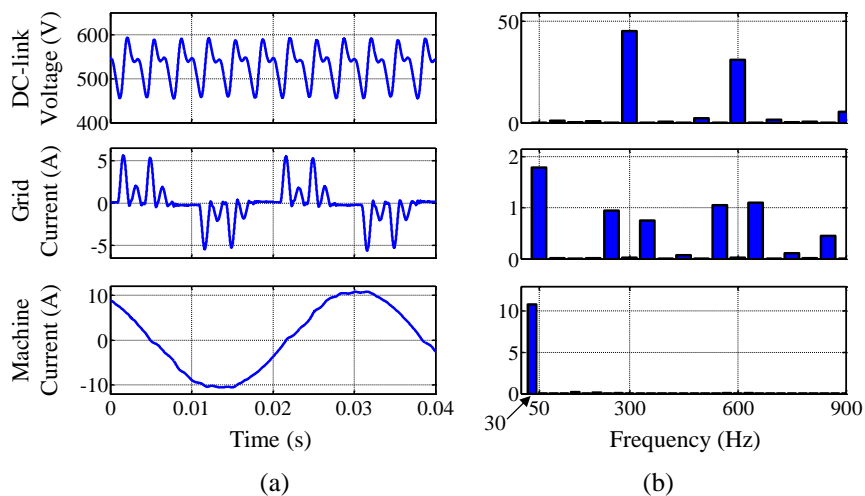 DC-link
Voltage (V)
600
500
400
50
0
Grid
Current (A)
5
0
-5
2
1
0
Machine
Current (A)
10
0
-10
10
5
0
0
0.01
0.02
0.03
0.04
30
50
300
600
900
Time (s)
Frequency (Hz)
(a)
(b)